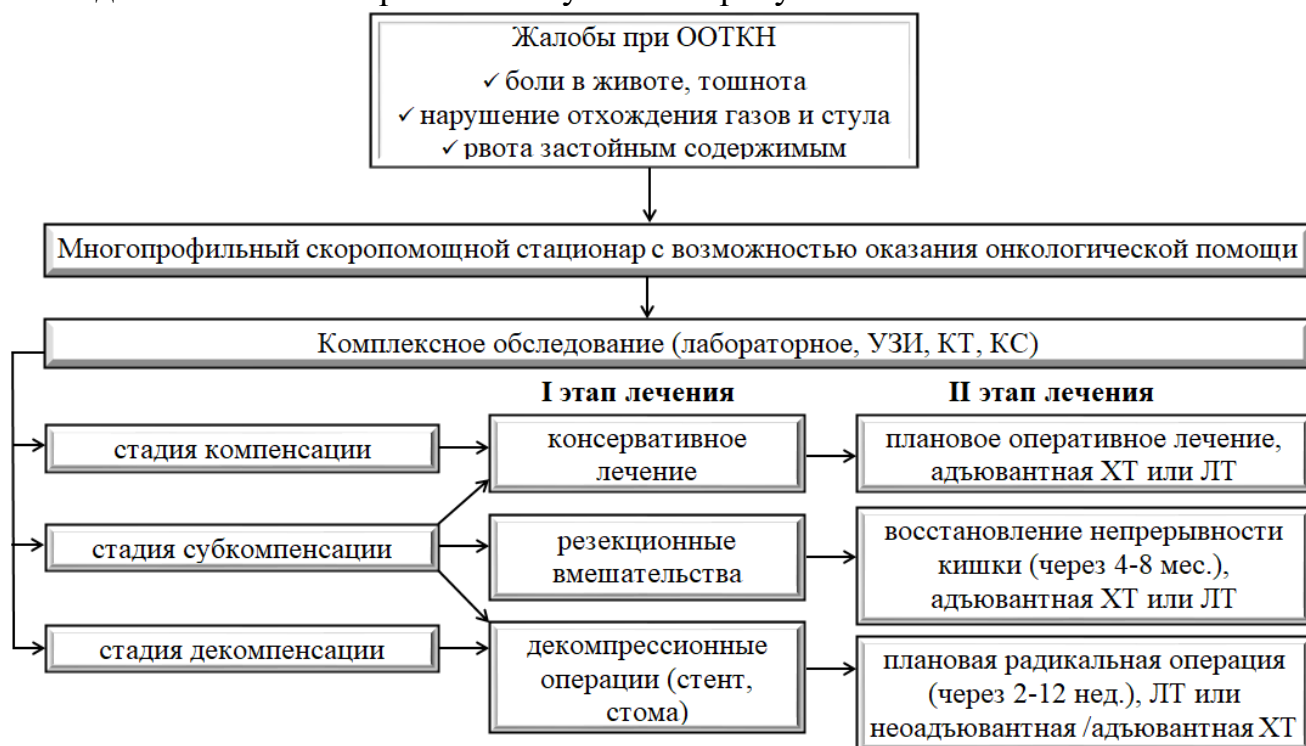 Жалобы при ООТКН
✓ боли в животе, тошнота
✓ нарушение отхождения газов и стула
✓ рвота застойным содержимым
Многопрофильный скоропомощной стационар с возможностью оказания онкологической помощи
Комплексное обследование (лабораторное, УЗИ, КТ, КС)
I этап лечения
II этап лечения
стадия компенсации
консервативное
лечение
плановое оперативное лечение,
адъювантная ХТ или ЛТ
стадия субкомпенсации
резекционные
вмешательства
восстановление непрерывности
кишки (через 4-8 мес.),
адъювантная ХТ или ЛТ
стадия декомпенсации
декомпрессионные
операции (стент,
стома)
плановая радикальная операция
(через 2-12 нед.), ЛТ или
неоадъювантная /адъювантная ХТ